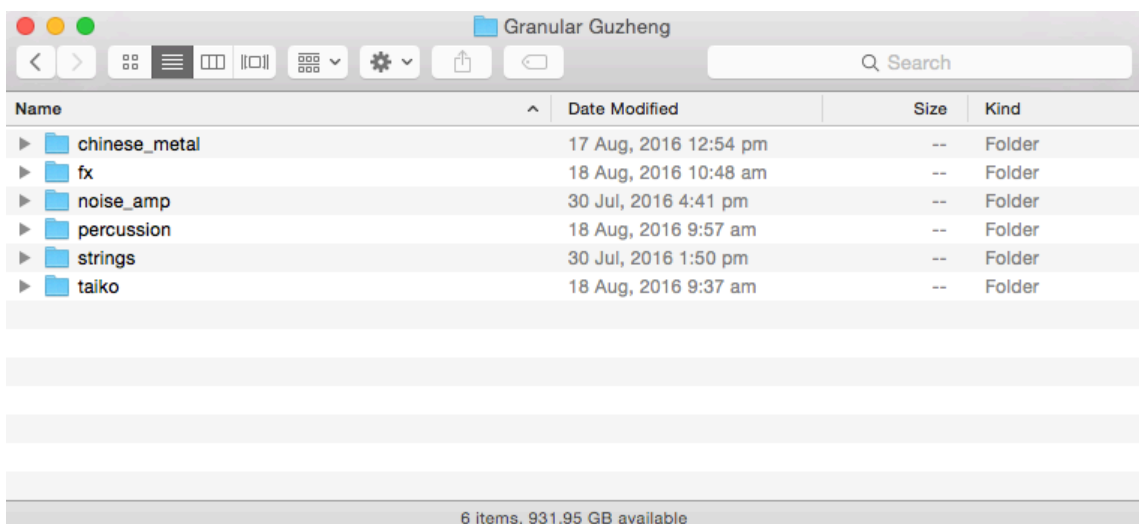 Granular Guzheng
Search
Name Date Modified Size Kind
chinese_metal 17 Aug, 2016 12:54 pm -- Folder
fx 18 Aug, 2016 10:48 am -- Folder
noise_amp 30 Jul, 2016 4:41 pm -- Folder
percussion 18 Aug, 2016 9:57 am -- Folder
strings 30 Jul, 2016 1:50 pm -- Folder
taiko 18 Aug, 2016 9:37 am -- Folder
6 items, 931.95 GB available